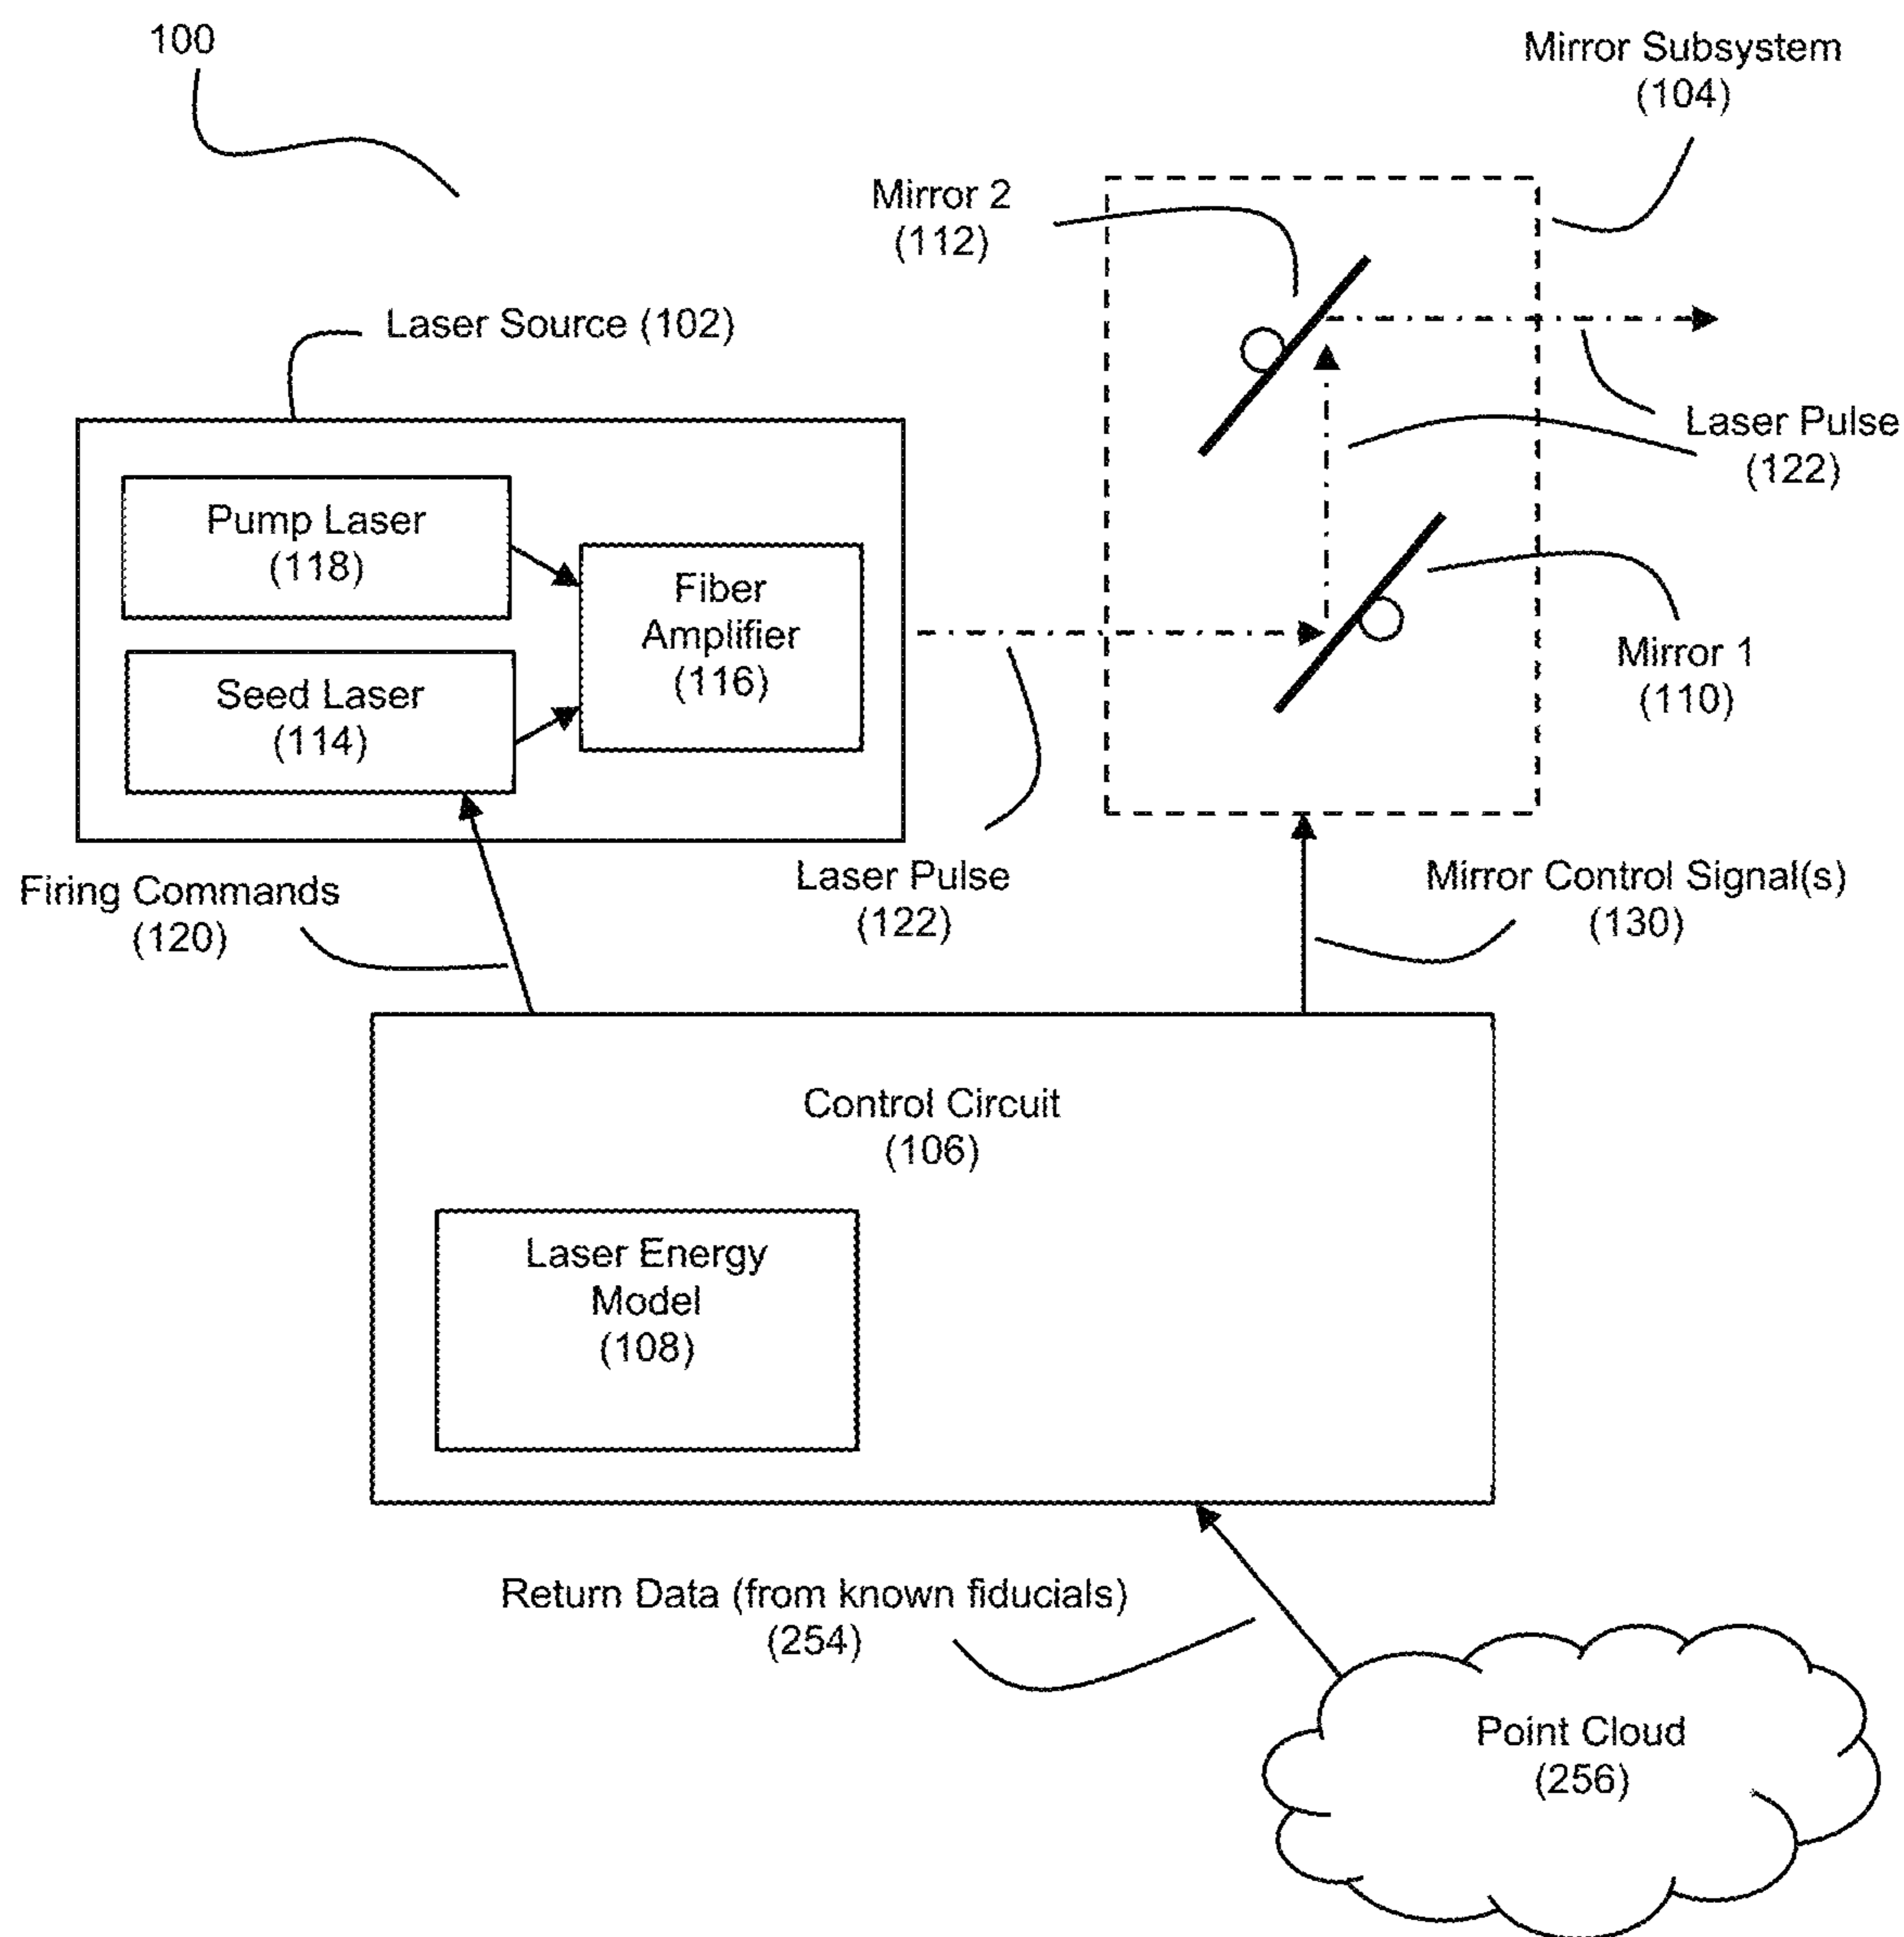 100
Mirror Subsystem
(104)
Mirror 2
(112)
Laser Source (102)
Laser Pulse
(122)
Pump Laser
(118)
Fiber
Amplifier
(116)
Seed Laser
(114)
Mirror 1
(110)
Firing Commands
(120)
Laser Pulse
(122)
Mirror Control Signal(s)
(130)
Control Circuit
(106)
Laser Energy
Model
(108)
Return Data (from known fiducials)
(254)
Point Cloud
(256)